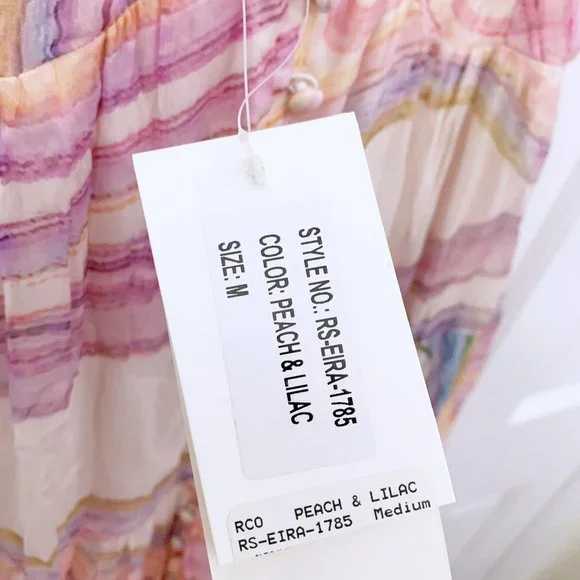 STYLE NO.: RS-EIRA-1785
COLOR: PEACH & LILAC
SIZE: M
RCO PEACH & LILAC
RS-EIRA-1785 Medium